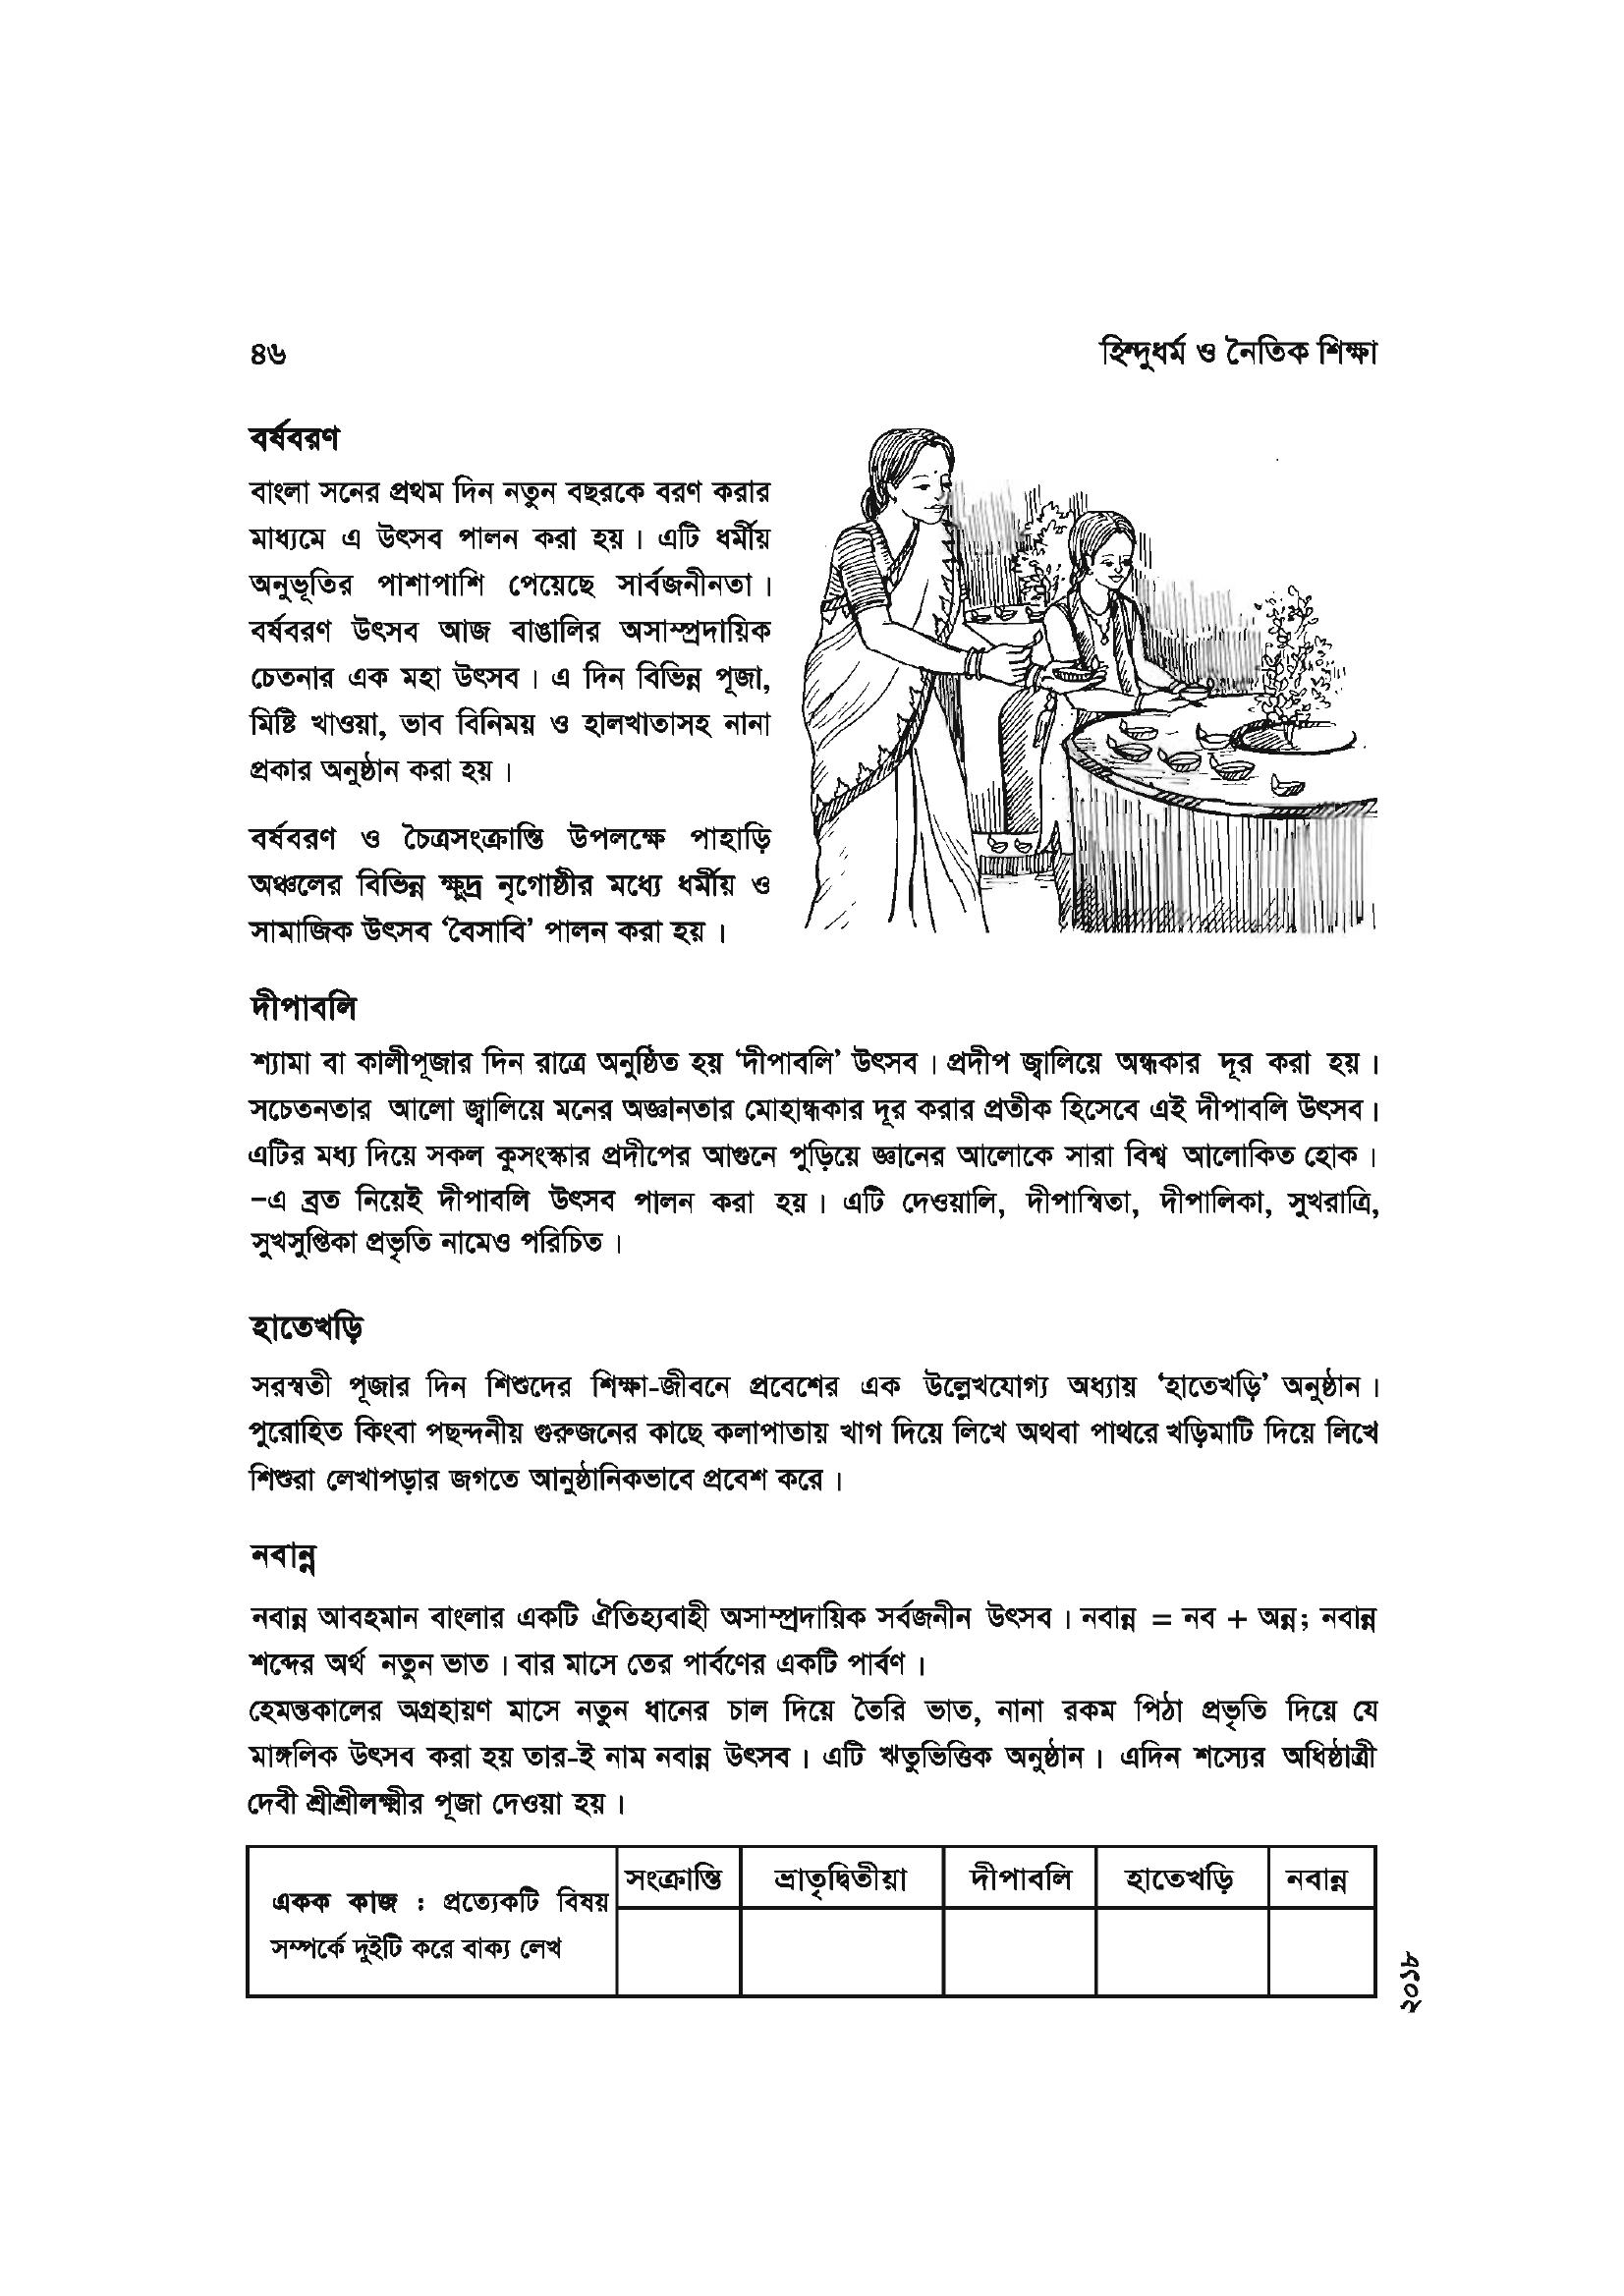 ৪৬
হিন্দুধর্ম ও নৈতিক শিক্ষা
বর্ষবরণ
বাংলা সনের প্রথম দিন নতুন বছরকে বরণ করার
মাধ্যমে এ উৎসব পালন করা হয়। এটি ধর্মীয়
অনুভূতির পাশাপাশি পেয়েছে সার্বজনীনতা।
বর্ষবরণ উৎসব আজ বাঙালির অসাম্প্রদায়িক
চেতনার এক মহা উৎসব। এ দিন বিভিন্ন পূজা,
মিষ্টি খাওয়া, ভাব বিনিময় ও হালখাতাসহ নানা
প্রকার অনুষ্ঠান করা হয়।
বর্ষবরণ ও চৈত্রসংক্রান্তি উপলক্ষে পাহাড়ি
অঞ্চলের বিভিন্ন ক্ষুদ্র নৃগোষ্ঠীর মধ্যে ধর্মীয় ও
সামাজিক উৎসব ‘বৈসাবি’ পালন করা হয়।
দীপাবলি
শ্যামা বা কালীপূজার দিন রাত্রে অনুষ্ঠিত হয় ‘দীপাবলি’ উৎসব। প্রদীপ জ্বালিয়ে অন্ধকার দূর করা হয়।
সচেতনতার আলো জ্বালিয়ে মনের অজ্ঞানতার মোহান্ধকার দূর করার প্রতীক হিসেবে এই দীপাবলি উৎসব।
এটির মধ্য দিয়ে সকল কুসংস্কার প্রদীপের আগুনে পুড়িয়ে জ্ঞানের আলোকে সারা বিশ্ব আলোকিত হোক।
–এ ব্রত নিয়েই দীপাবলি উৎসব পালন করা হয়। এটি দেওয়ালি, দীপান্বিতা, দীপালিকা, সুখরাত্রি,
সুখসুপ্তিকা প্রভৃতি নামেও পরিচিত।
হাতেখড়ি
সরস্বতী পূজার দিন শিশুদের শিক্ষা-জীবনে প্রবেশের এক উল্লেখযোগ্য অধ্যায় ‘হাতেখড়ি’ অনুষ্ঠান।
পুরোহিত কিংবা পছন্দনীয় গুরুজনের কাছে কলাপাতায় খাগ দিয়ে লিখে অথবা পাথরে খড়িমাটি দিয়ে লিখে
শিশুরা লেখাপড়ার জগতে আনুষ্ঠানিকভাবে প্রবেশ করে।
নবান্ন
নবান্ন আবহমান বাংলার একটি ঐতিহ্যবাহী অসাম্প্রদায়িক সর্বজনীন উৎসব। নবান্ন = নব + অন্ন; নবান্ন
শব্দের অর্থ নতুন ভাত। বার মাসে তের পার্বণের একটি পার্বণ।
হেমন্তকালের অগ্রহায়ণ মাসে নতুন ধানের চাল দিয়ে তৈরি ভাত, নানা রকম পিঠা প্রভৃতি দিয়ে যে
মাঙ্গলিক উৎসব করা হয় তার-ই নাম নবান্ন উৎসব। এটি ঋতুভিত্তিক অনুষ্ঠান। এদিন শস্যের অধিষ্ঠাত্রী
দেবী শ্রীশ্রীলক্ষ্মীর পূজা দেওয়া হয়।
একক কাজ : প্রত্যেকটি বিষয়
সম্পর্কে দুইটি করে বাক্য লেখ
সংক্রান্তি ভ্রাতৃদ্বিতীয়া দীপাবলি হাতেখড়ি নবান্ন
২০১৮